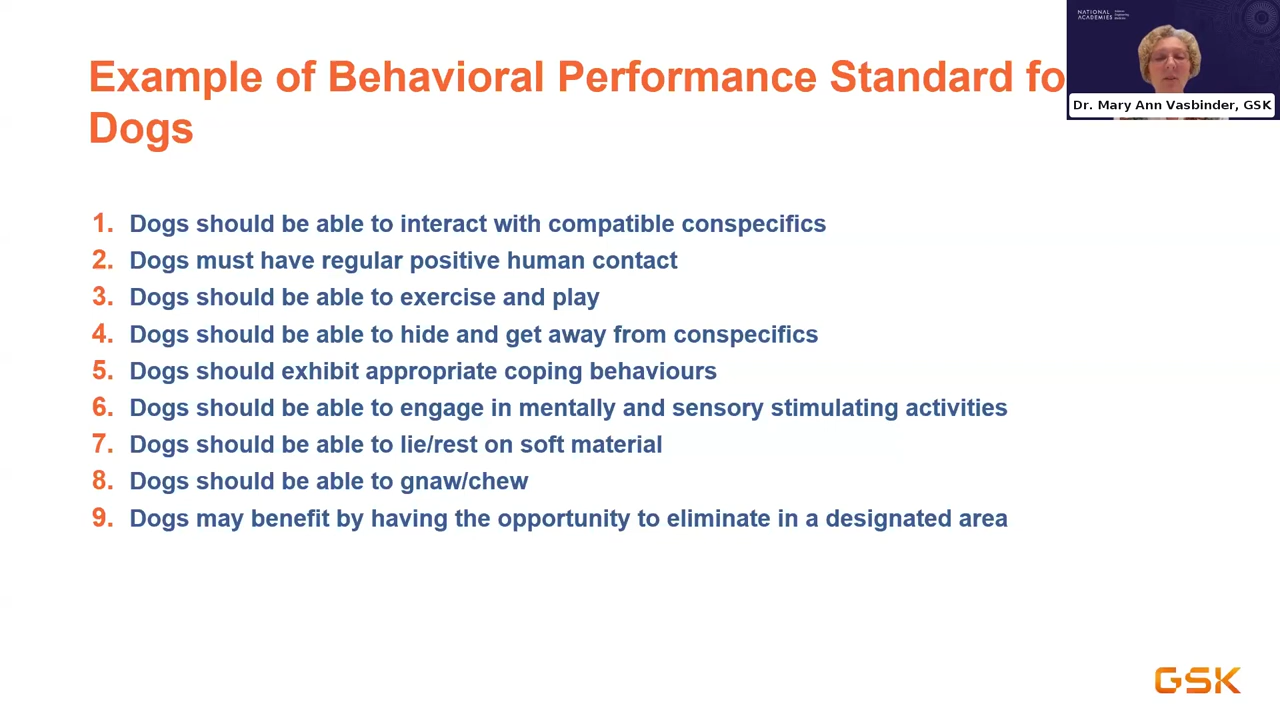 Example of Behavioral Performance Standard fo
Dogs
NATIONAL
ACADEMIES
Dr. Mary Ann Vasbinder, GSK
1. Dogs should be able to interact with compatible conspecifics
2. Dogs must have regular positive human contact
3. Dogs should be able to exercise and play
4. Dogs should be able to hide and get away from conspecifics
5. Dogs should exhibit appropriate coping behaviours
6. Dogs should be able to engage in mentally and sensory stimulating activities
7. Dogs should be able to lie/rest on soft material
8. Dogs should be able to gnaw/chew
9. Dogs may benefit by having the opportunity to eliminate in a designated area
GSK